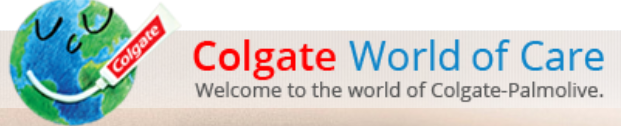 Colgate
Colgate World of Care
Welcome to the world of Colgate-Palmolive.